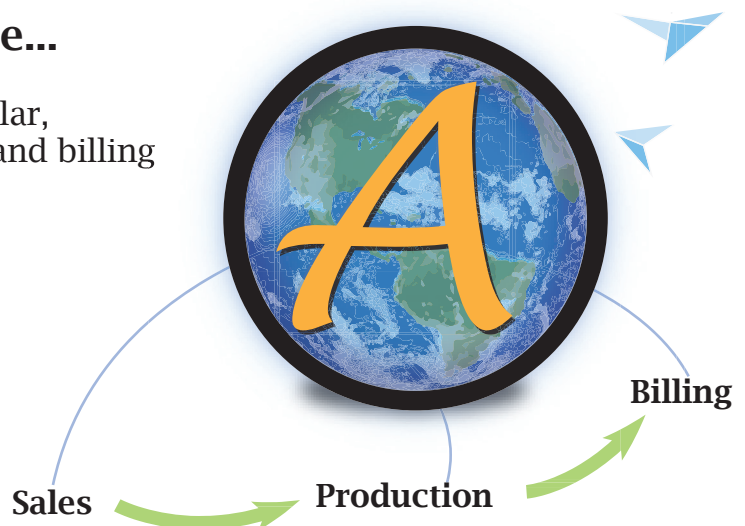 e...
lar,
and billing
A
Billing
Sales
Production